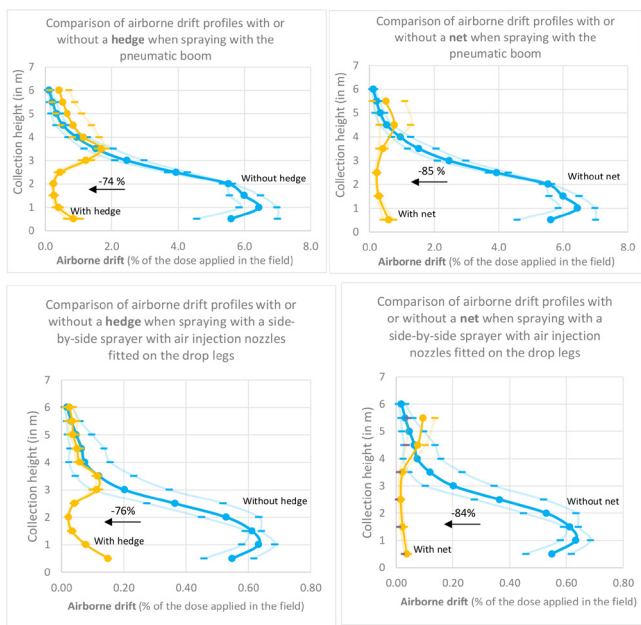 Comparison of airborne drift profiles with or
without a hedge when spraying with the
pneumatic boom
Collection height (in m)
7
6
5
4
3
2
1
0
-74 %
Without hedge
With hedge
0.0 2.0 4.0 6.0 8.0
Airborne drift (% of the dose applied in the field)
Comparison of airborne drift profiles with or
without a net when spraying with the
pneumatic boom
Collection height (in m)
7
6
5
4
3
2
1
0
-85 %
Without net
With net
0.0 2.0 4.0 6.0 8.0
Airborne drift (% of the dose applied in the field)
Comparison of airborne drift profiles with or
without a hedge when spraying with a side-
by-side sprayer with air injection nozzles
fitted on the drop legs
Collection height (in m)
7
6
5
4
3
2
1
0
-76%
Without hedge
With hedge
0.00 0.20 0.40 0.60 0.80
Airborne drift (% of the dose applied in the field)
Comparison of airborne drift profiles with
or without a net when spraying with a
side-by-side sprayer with air injection
nozzles fitted on the drop legs
Collection height (in m)
7
6
5
4
3
2
1
0
-84%
Without net
With net
0.00 0.20 0.40 0.60 0.80
Airborne drift (% of the dose applied in the field)